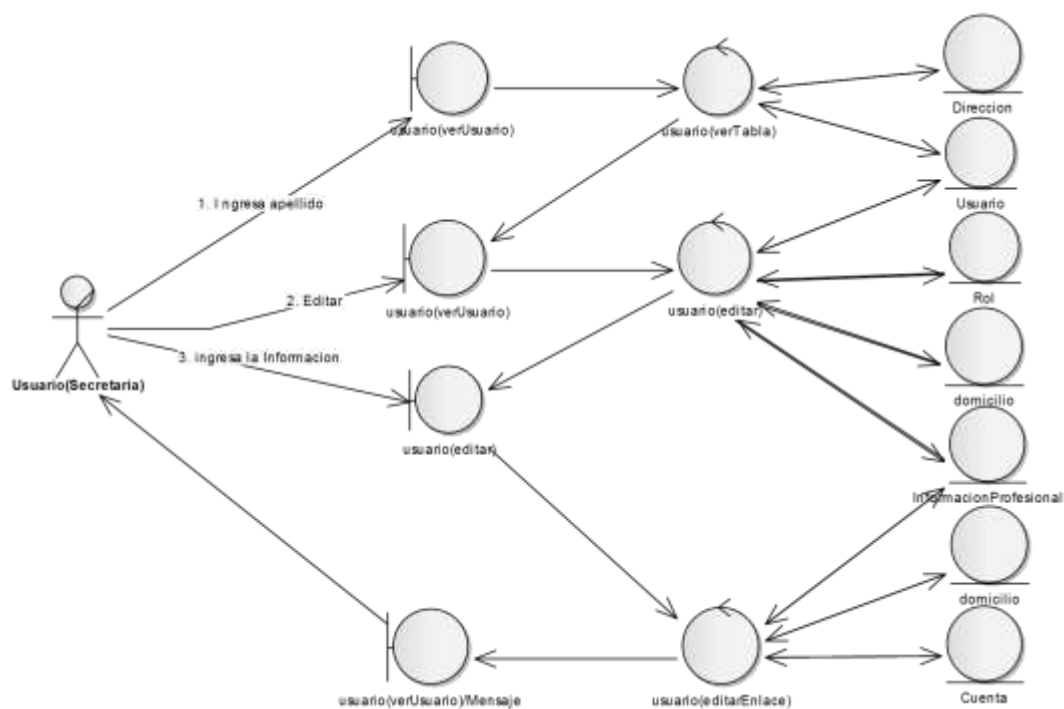 usuario(verUsuario)
usuario(verTabla)
Direccion
1. Ingresa apellido
Usuario
2. Editar
usuario(verUsuario)
usuario(editar)
Rol
3. ingresa la Informacion
Usuario(Secretaria)
domicilio
usuario(editar)
InformacionProfesional
domicilio
usuario(verUsuario)/Mensaje
usuario(editarEnlace)
Cuenta